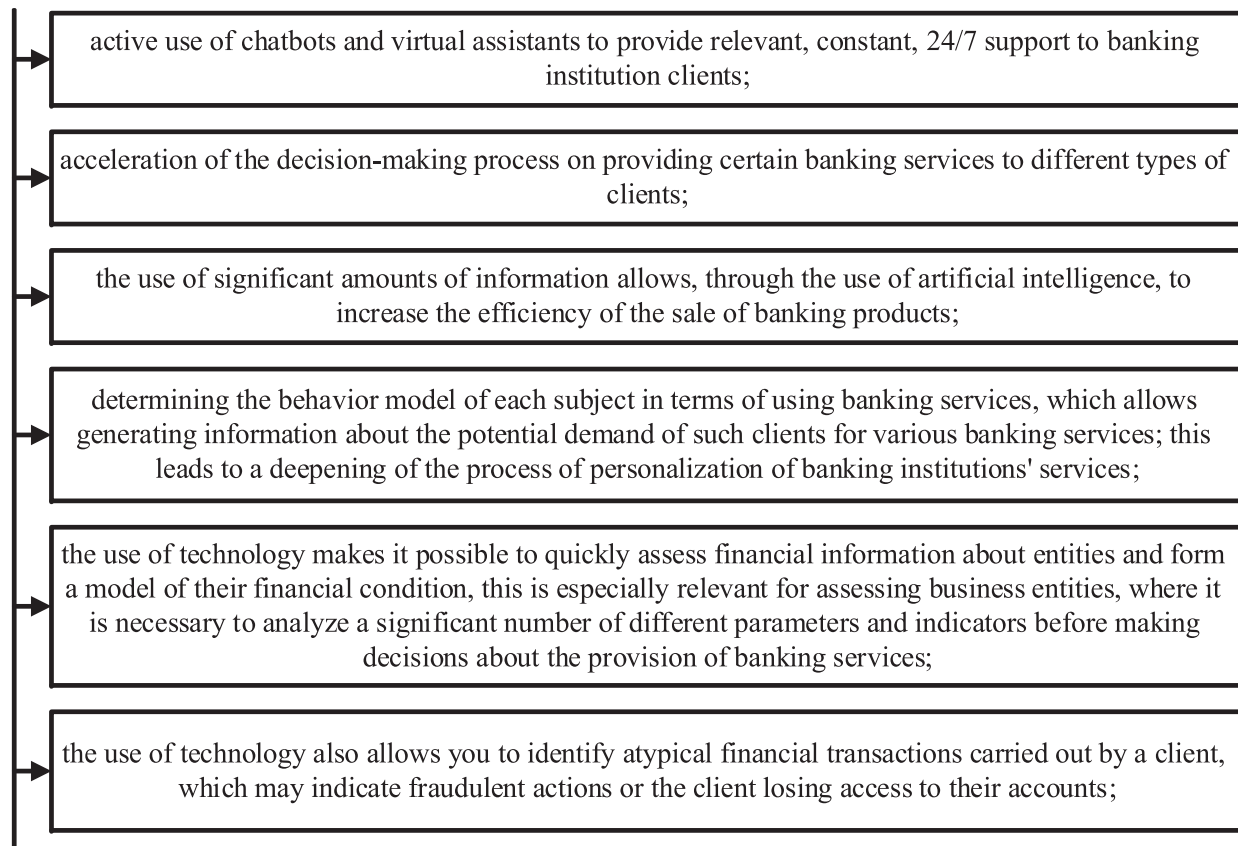 active use of chatbots and virtual assistants to provide relevant, constant, 24/7 support to banking
institution clients;
acceleration of the decision-making process on providing certain banking services to different types of
clients;
the use of significant amounts of information allows, through the use of artificial intelligence, to
increase the efficiency of the sale of banking products;
determining the behavior model of each subject in terms of using banking services, which allows
generating information about the potential demand of such clients for various banking services; this
leads to a deepening of the process of personalization of banking institutions' services;
the use of technology makes it possible to quickly assess financial information about entities and form
a model of their financial condition, this is especially relevant for assessing business entities, where it
is necessary to analyze a significant number of different parameters and indicators before making
decisions about the provision of banking services;
the use of technology also allows you to identify atypical financial transactions carried out by a client,
which may indicate fraudulent actions or the client losing access to their accounts;